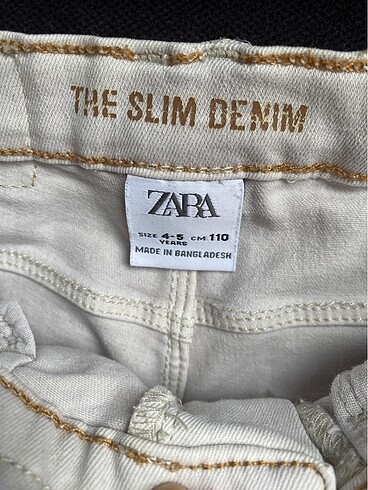 THE SLIM DENIM
ZARA
SIZE 4-5 CM 110
YEARS
MADE IN BANGLADESH